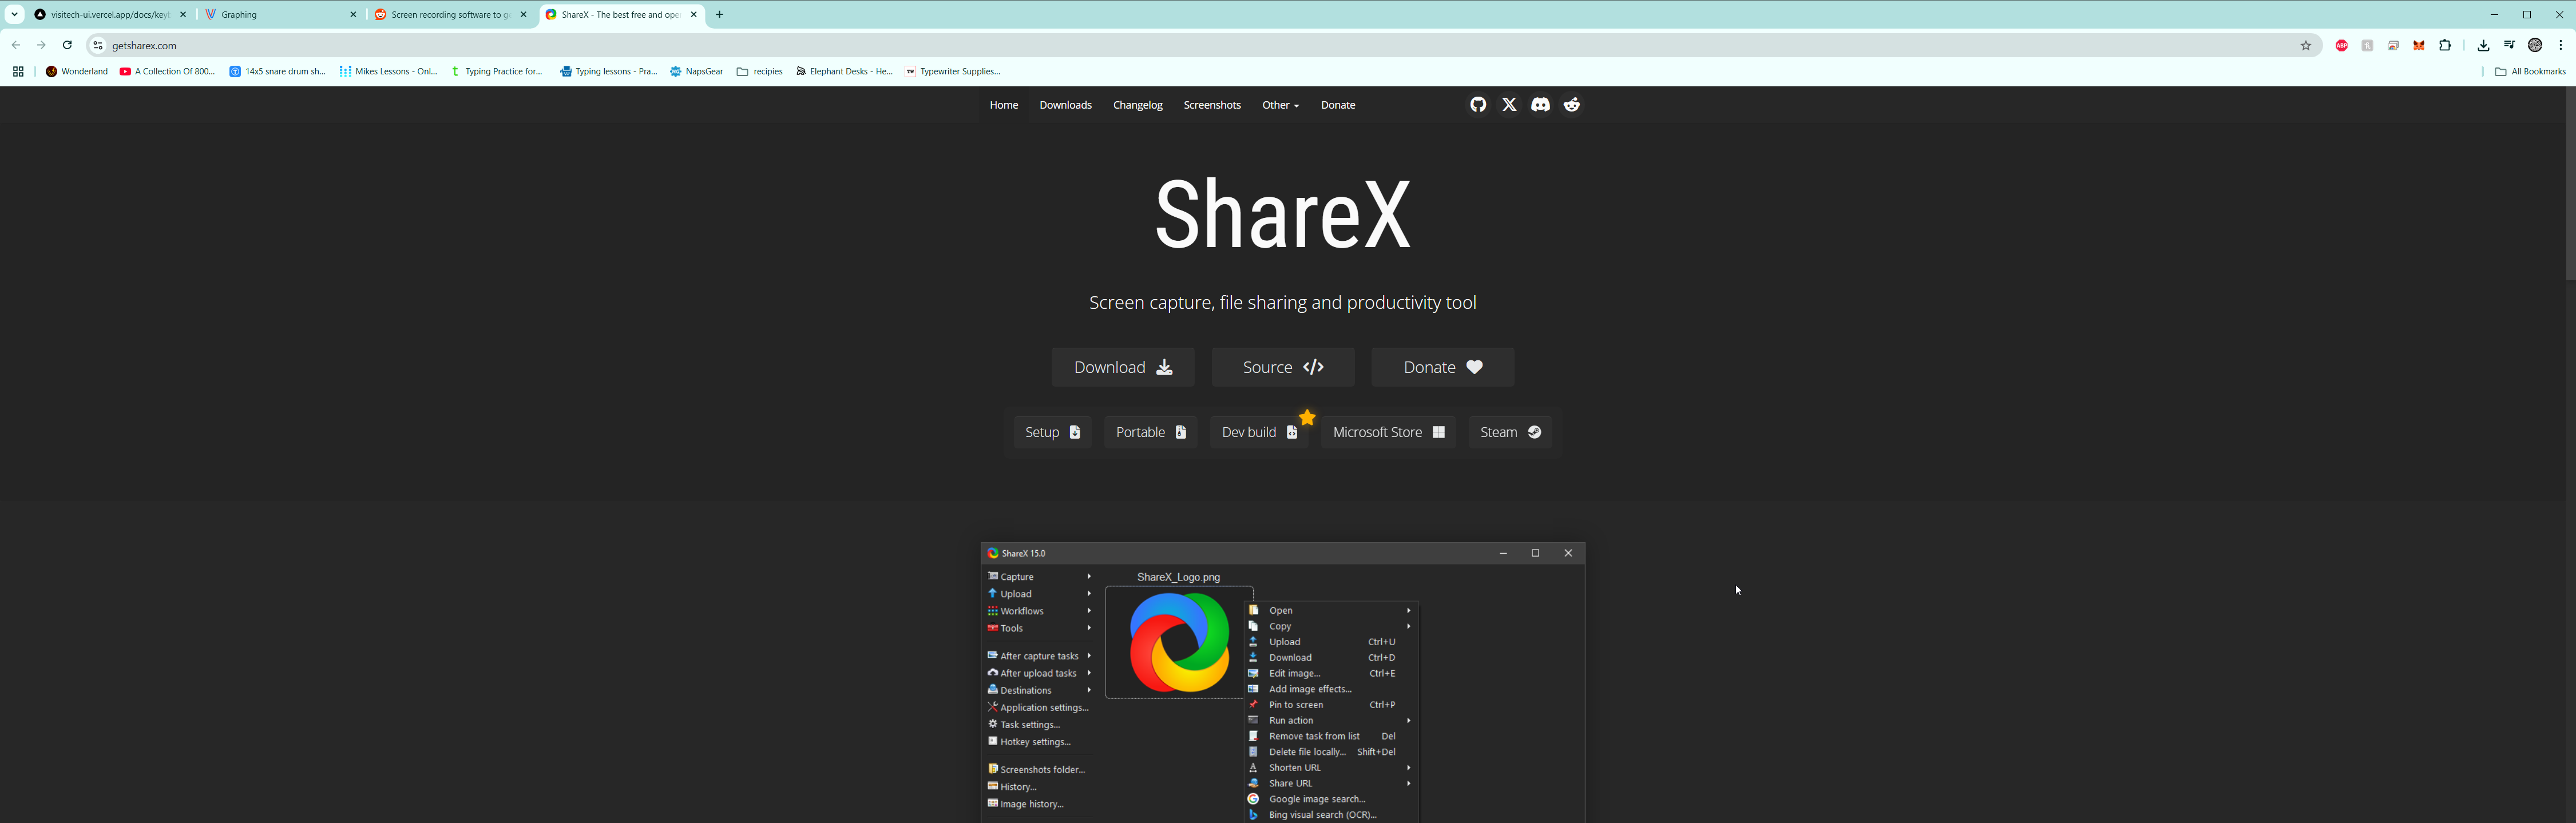 visitech-ui.vercel.app/docs/keyl
Graphing
Screen recording software to g
ShareX - The best free and ope
getsharex.com
ABP
Wonderland
A Collection Of 800...
14x5 snare drum sh...
Mikes Lessons - Onl...
Typing Practice for...
Typing lessons - Pra...
NapsGear
recipies
Elephant Desks - He...
Typewriter Supplies...
All Bookmarks
Home
Downloads
Changelog
Screenshots
Other
Donate
ShareX
Screen capture, file sharing and productivity tool
Download
Source
Donate
Setup
Portable
Dev build
Microsoft Store
Steam
ShareX 15.0
Capture
Upload
Workflows
Tools
After capture tasks
After upload tasks
Destinations
Application settings...
Task settings...
Hotkey settings...
Screenshots folder...
History...
Image history...
ShareX_Logo.png
Open
Copy
Upload Ctrl+U
Download Ctrl+D
Edit image... Ctrl+E
Add image effects...
Pin to screen Ctrl+P
Run action
Remove task from list Del
Delete file locally... Shift+Del
Shorten URL
Share URL
Google image search...
Bing visual search (OCR)...